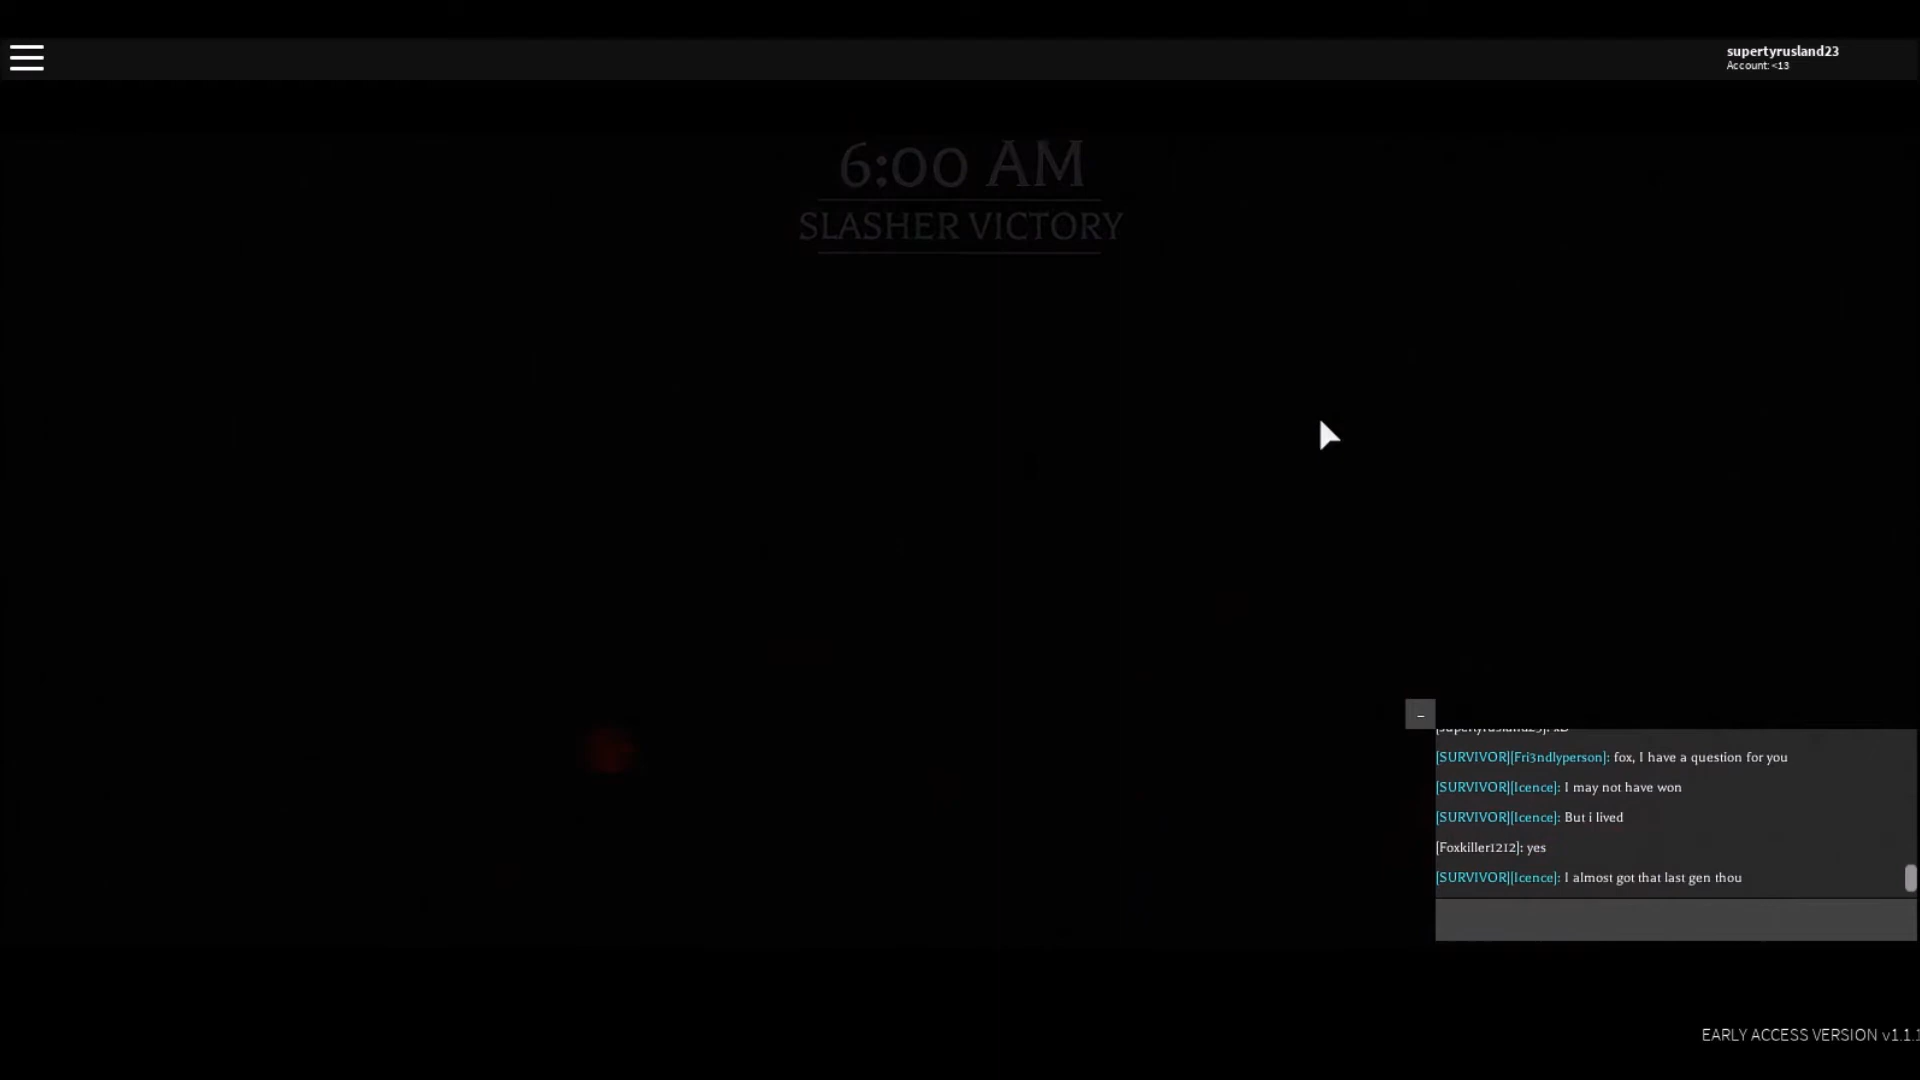 supertyrusland23
Account: <13
6:00 AM
SLASHER VICTORY
-
[supertyrusland23]: xD
[SURVIVOR][Fri3ndlyperson]: fox, I have a question for you
[SURVIVOR][Icence]: I may not have won
[SURVIVOR][Icence]: But i lived
[Foxkiller1212]: yes
[SURVIVOR][Icence]: I almost got that last gen thou
EARLY ACCESS VERSION v1.1.1